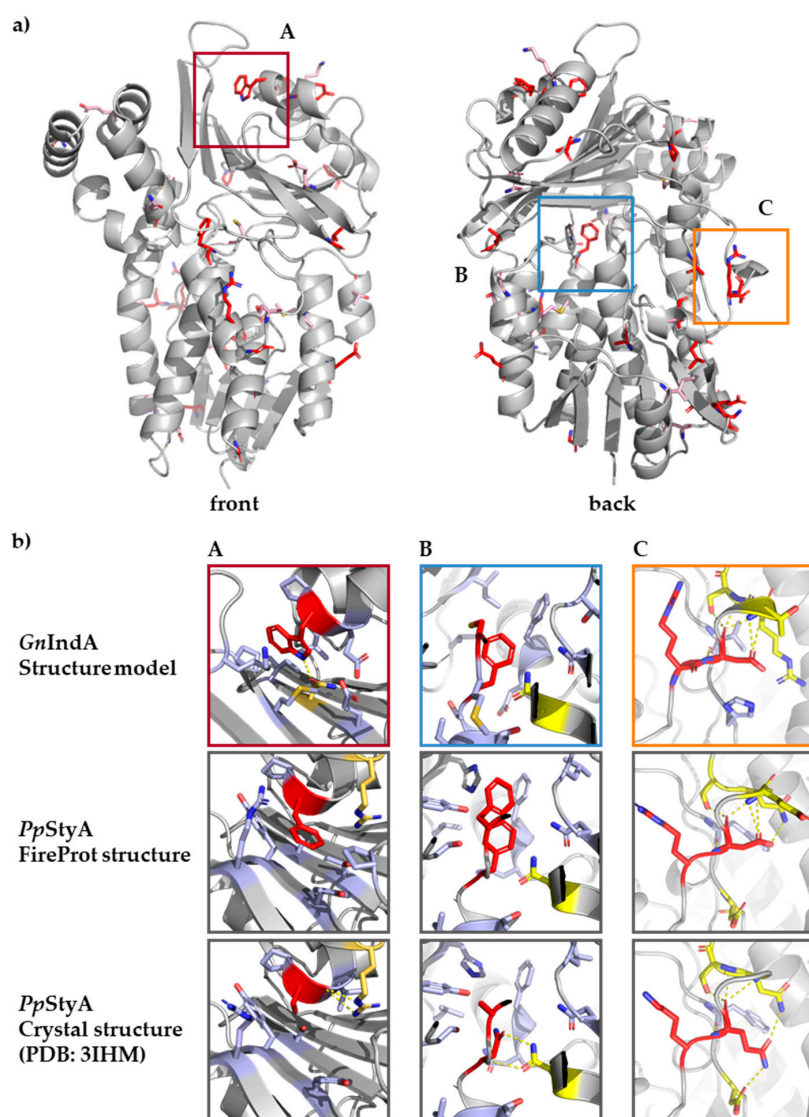 a)
A
C
B
front
back
b)
A
B
C
GnIndA
Structure model
PpStyA
FireProt structure
PpStyA
Crystal structure
(PDB: 3IHM)